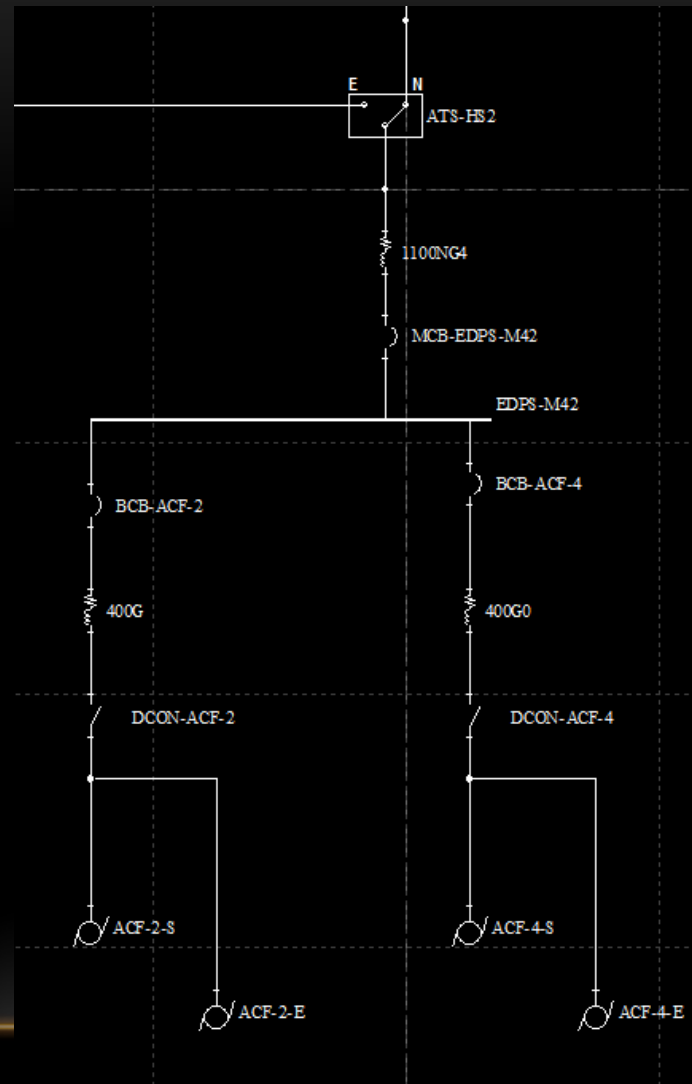 E N
ATS-HS2
1100NG4
MCB-EDPS-M42
EDPS-M42
BCB-ACF-2
BCB-ACF-4
400G
400G0
DCON-ACF-2
DCON-ACF-4
ACF-2-S
ACF-4-S
ACF-2-E
ACF-4-E